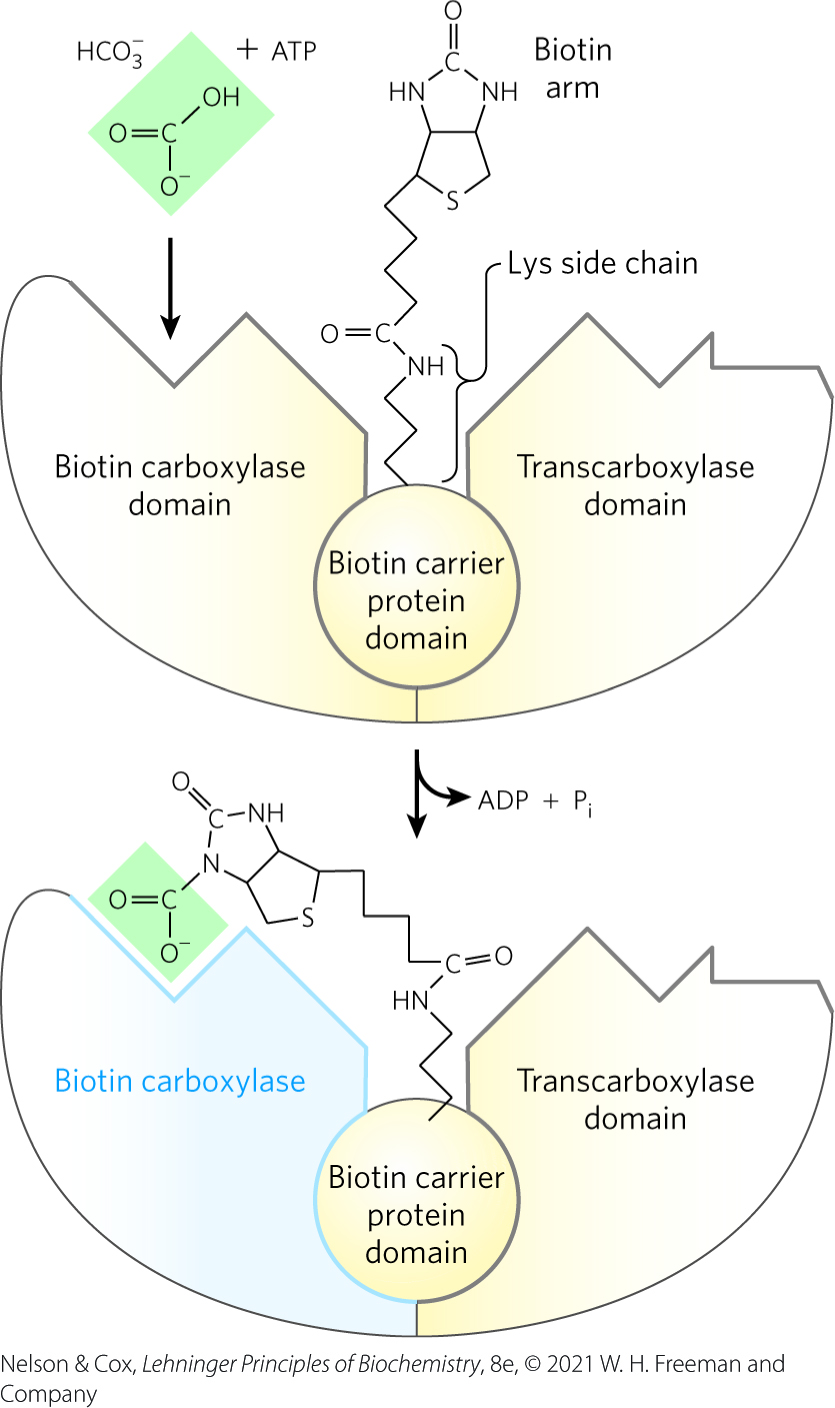 HCO₃⁻ + ATP
O=C
OH
O⁻
O
C
HN
NH
S
Biotin
arm
Lys side chain
O=C
NH
Biotin carboxylase
domain
Transcarboxylase
domain
Biotin carrier
protein
domain
ADP + Pᵢ
O
C–NH
N
O=C
O⁻
S
C=O
HN
Biotin carboxylase
Transcarboxylase
domain
Biotin carrier
protein
domain
Nelson & Cox, Lehninger Principles of Biochemistry, 8e, © 2021 W. H. Freeman and
Company